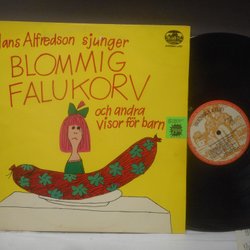 Hans Alfredson sjunger
BLOMMIG
FALUKORV
och andra
visor för barn